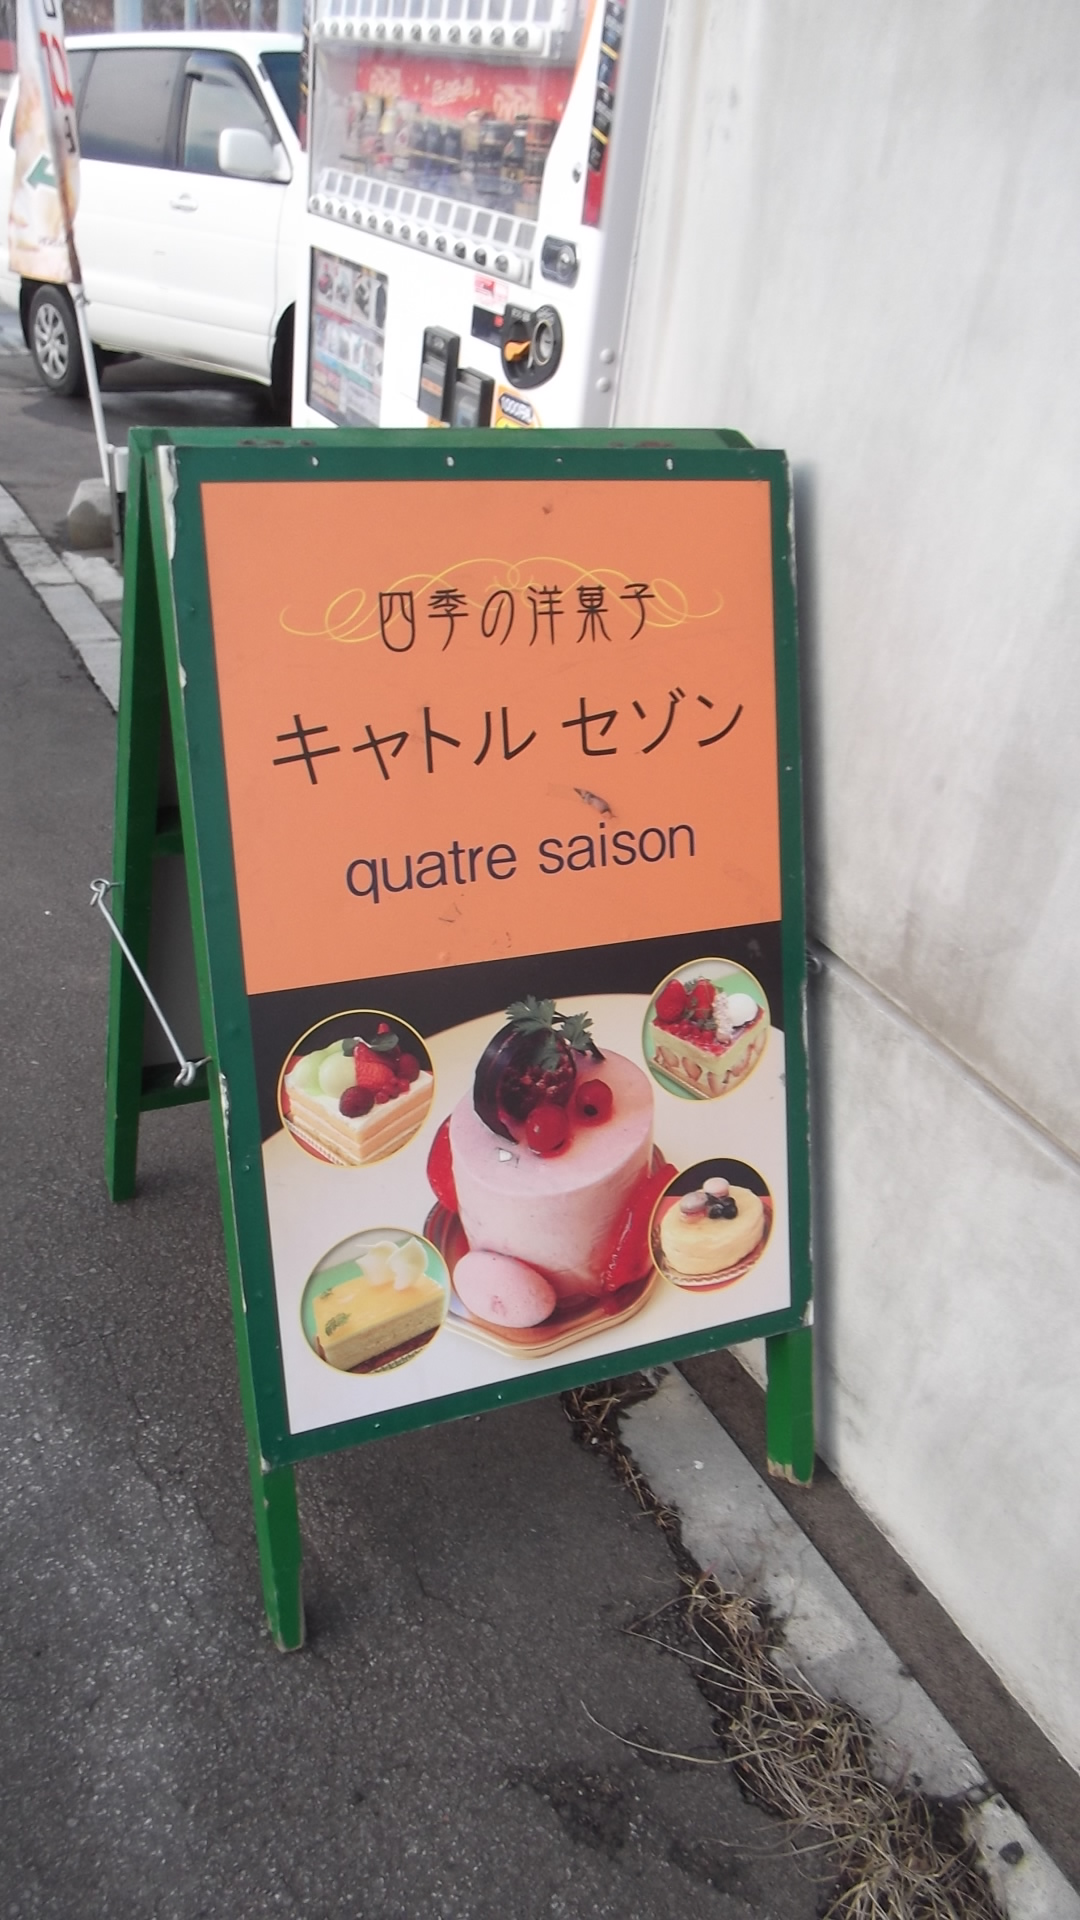 四季の洋菓子
キャトル セゾン
quatre saison